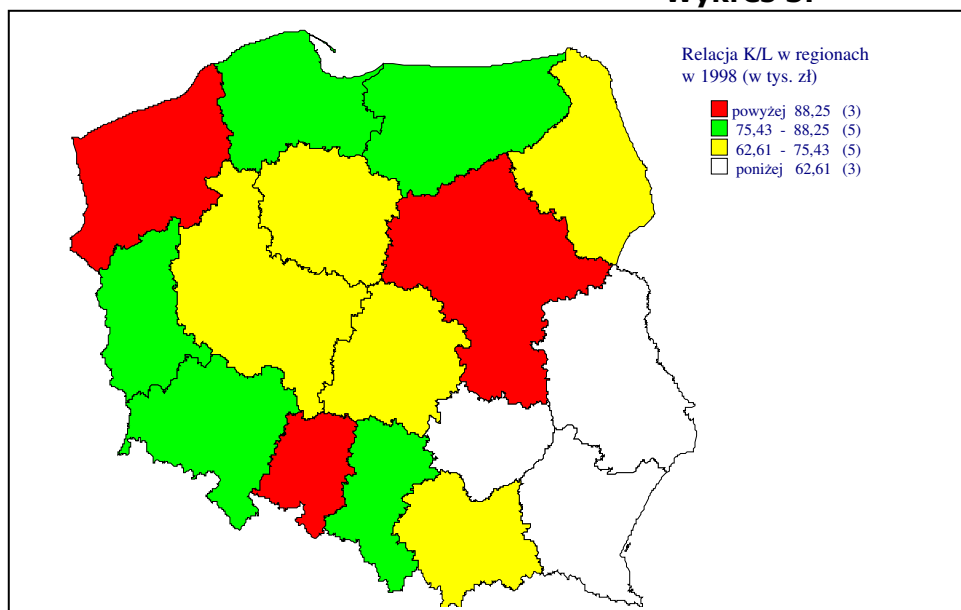 Relacja K/L w regionach
w 1998 (w tys. zł)
powyżej 88,25 (3)
75,43 - 88,25 (5)
62,61 - 75,43 (5)
poniżej 62,61 (3)